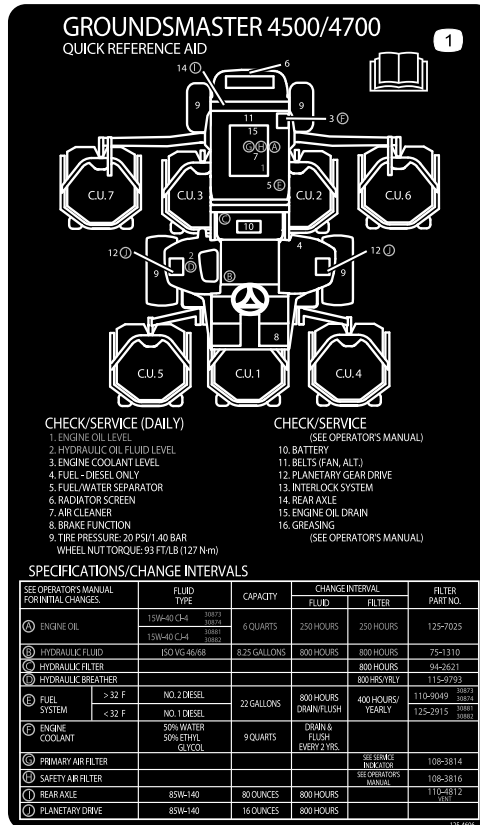 GROUNDSMASTER 4500/4700
QUICK REFERENCE AID
1
14 I
6
9
9
11
15
3 F
G H A
7
1
5 E
C.U. 7
C.U. 3
C.U. 2
C.U. 6
C
10
12 J
2
D
4
12 J
9
B
9
8
C.U. 5
C.U. 1
C.U. 4
CHECK/SERVICE (DAILY)
1. ENGINE OIL LEVEL
2. HYDRAULIC OIL FLUID LEVEL
3. ENGINE COOLANT LEVEL
4. FUEL - DIESEL ONLY
5. FUEL/WATER SEPARATOR
6. RADIATOR SCREEN
7. AIR CLEANER
8. BRAKE FUNCTION
9. TIRE PRESSURE: 20 PSI/1.40 BAR
WHEEL NUT TORQUE: 93 FT/LB (127 N-m)
CHECK/SERVICE
(SEE OPERATOR'S MANUAL)
10. BATTERY
11. BELTS (FAN, ALT.)
12. PLANETARY GEAR DRIVE
13. INTERLOCK SYSTEM
14. REAR AXLE
15. ENGINE OIL DRAIN
16. GREASING
(SEE OPERATOR'S MANUAL)
SPECIFICATIONS/CHANGE INTERVALS
SEE OPERATOR'S MANUAL FOR INITIAL CHANGES. FLUID TYPE CAPACITY CHANGE INTERVAL FLUID FILTER FILTER PART NO.
A ENGINE OIL 15W-40 CI-4 30873 30874 6 QUARTS 250 HOURS 250 HOURS 125-7025
15W-40 CJ-4 30881 30882
B HYDRAULIC FLUID ISO VG 46/68 8.25 GALLONS 800 HOURS 800 HOURS 75-1310
C HYDRAULIC FILTER 800 HOURS 94-2621
D HYDRAULIC BREATHER 800 HRS/YRLY 115-9793
E FUEL SYSTEM > 32 F NO. 2 DIESEL 22 GALLONS 800 HOURS DRAIN/FLUSH 400 HOURS/ YEARLY 110-9049 30873 30874
< 32 F NO. 1 DIESEL 125-2915 30881 30882
F ENGINE COOLANT 50% WATER 50% ETHYL GLYCOL 9 QUARTS DRAIN & FLUSH EVERY 2 YRS.
G PRIMARY AIR FILTER SEE SERVICE INDICATOR 108-3814
H SAFETY AIR FILTER SEE OPERATOR'S MANUAL 108-3816
I REAR AXLE 85W-140 80 OUNCES 800 HOURS 110-4812 VENT
J PLANETARY DRIVE 85W-140 16 OUNCES 800 HOURS
125-4606